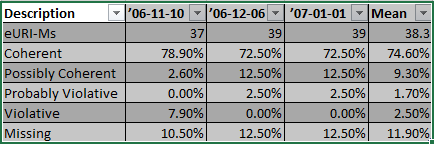 Description '06-11-10 '06-12-06 '07-01-01 Mean
eURI-Ms 37 39 39 38.3
Coherent 78.90% 72.50% 72.50% 74.60%
Possibly Coherent 2.60% 12.50% 12.50% 9.30%
Probably Violative 0.00% 2.50% 2.50% 1.70%
Violative 7.90% 0.00% 0.00% 2.50%
Missing 10.50% 12.50% 12.50% 11.90%